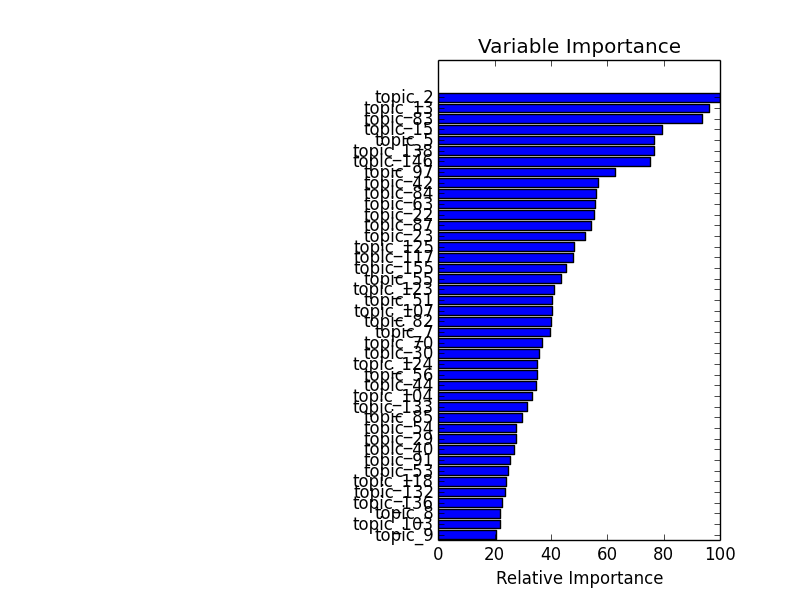 Variable Importance
topic_2
topic_13
topic_83
topic_15
topic_5
topic_138
topic_146
topic_97
topic_42
topic_84
topic_63
topic_22
topic_87
topic_23
topic_125
topic_117
topic_155
topic_55
topic_123
topic_51
topic_107
topic_82
topic_7
topic_70
topic_30
topic_124
topic_56
topic_44
topic_104
topic_133
topic_85
topic_54
topic_29
topic_40
topic_91
topic_53
topic_118
topic_132
topic_136
topic_8
topic_103
topic_9
0 20 40 60 80 100
Relative Importance